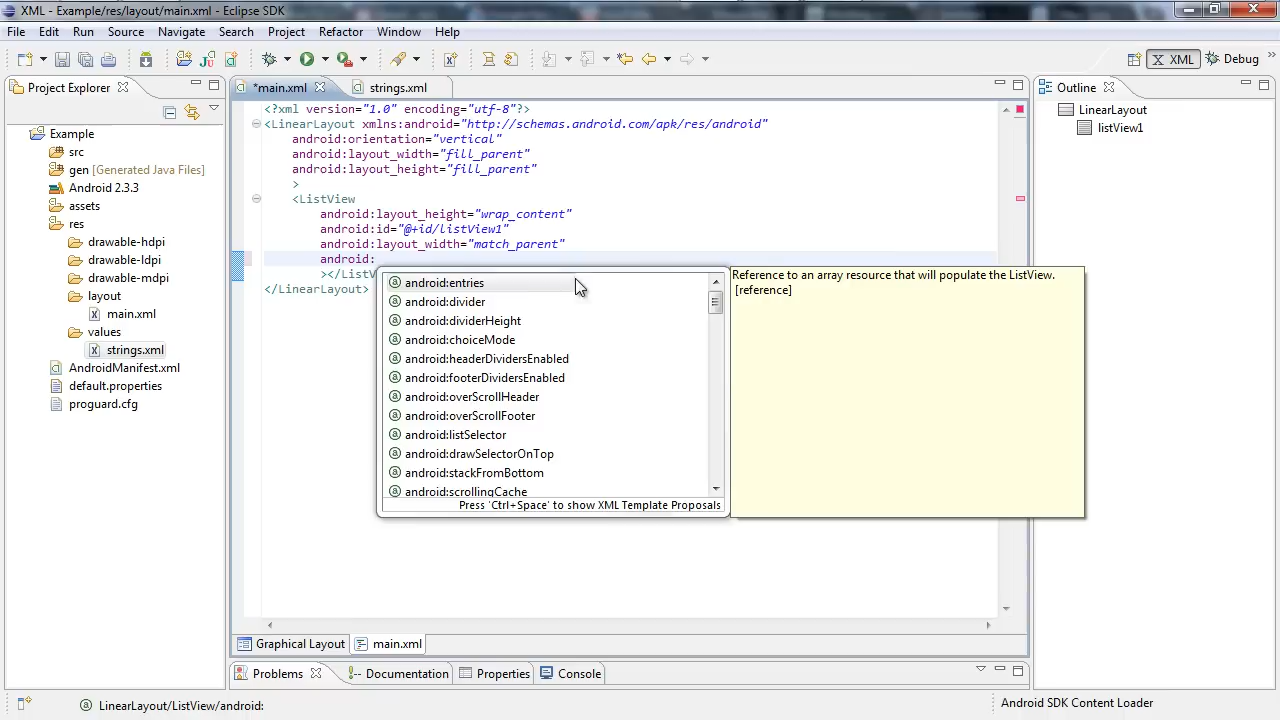 XML - Example/res/layout/main.xml - Eclipse SDK
File Edit Run Source Navigate Search Project Refactor Window Help
XML Debug
Project Explorer
*main.xml strings.xml
Outline
Example
src
gen [Generated Java Files]
Android 2.3.3
assets
res
drawable-hdpi
drawable-ldpi
drawable-mdpi
layout
main.xml
values
strings.xml
AndroidManifest.xml
default.properties
proguard.cfg
<?xml version="1.0" encoding="utf-8"?>
<LinearLayout xmlns:android="http://schemas.android.com/apk/res/android"
android:orientation="vertical"
android:layout_width="fill_parent"
android:layout_height="fill_parent"
>
<ListView
android:layout_height="wrap_content"
android:id="@+id/listView1"
android:layout_width="match_parent"
android:
></ListV
</LinearLayout>
android:entries
android:divider
android:dividerHeight
android:choiceMode
android:headerDividersEnabled
android:footerDividersEnabled
android:overScrollHeader
android:overScrollFooter
android:listSelector
android:drawSelectorOnTop
android:stackFromBottom
android:scrollingCache
Press 'Ctrl+Space' to show XML Template Proposals
Reference to an array resource that will populate the ListView.
[reference]
LinearLayout
listView1
Graphical Layout main.xml
Problems Documentation Properties Console
LinearLayout/ListView/android:
Android SDK Content Loader